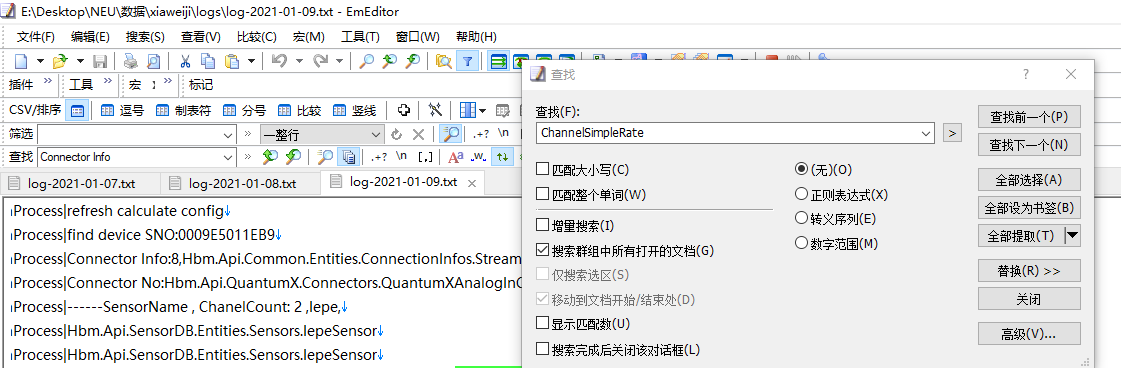 E:\Desktop\NEU\数据\xiaweiji\logs\log-2021-01-09.txt - EmEditor
文件(F) 编辑(E) 搜索(S) 查看(V) 比较(C) 宏(M) 工具(T) 窗口(W) 帮助(H)
插件 » 工具 » 宏 » 标记
CSV/排序 逗号 制表符 分号 比较 竖线
筛选 一整行 .+? \n
查找 Connector Info .+? \n [,] Aa .w.
log-2021-01-07.txt log-2021-01-08.txt log-2021-01-09.txt
Process|refresh calculate config↓
Process|find device SNO:0009E5011EB9↓
Process|Connector Info:8,Hbm.Api.Common.Entities.ConnectionInfos.Stream
Process|Connector No:Hbm.Api.QuantumX.Connectors.QuantumXAnalogInC
Process|------SensorName , ChanelCount: 2 ,Iepe,↓
Process|Hbm.Api.SensorDB.Entities.Sensors.IepeSensor↓
Process|Hbm.Api.SensorDB.Entities.Sensors.IepeSensor↓
查找
查找(F):
ChannelSimpleRate >
匹配大小写(C)
匹配整个单词(W)
增量搜索(I)
搜索群组中所有打开的文档(G)
仅搜索选区(S)
移动到文档开始/结束处(D)
显示匹配数(U)
搜索完成后关闭该对话框(L)
(无)(O)
正则表达式(X)
转义序列(E)
数字范围(M)
查找前一个(P)
查找下一个(N)
全部选择(A)
全部设为书签(B)
全部提取(T)
替换(R) >>
关闭
高级(V)...